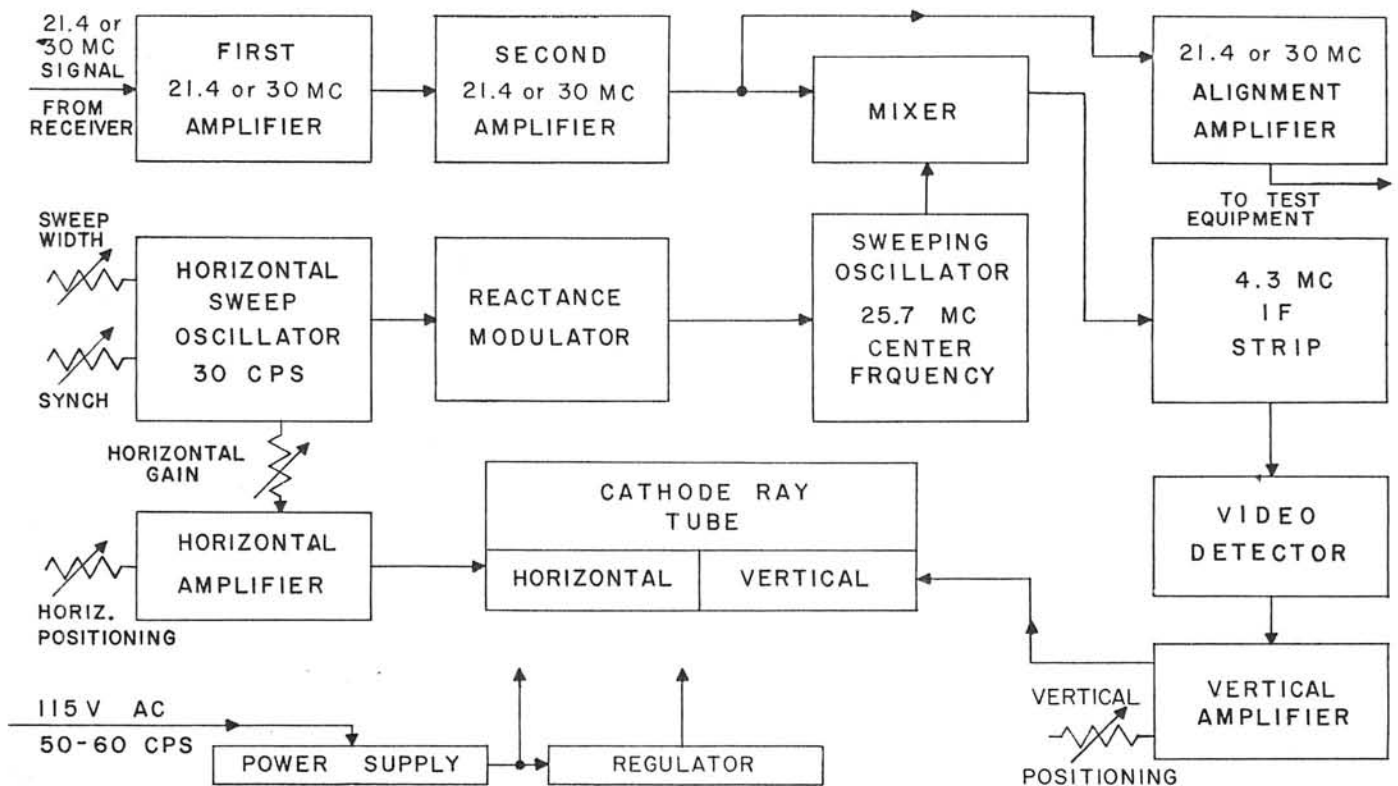 21.4 or
30 MC
SIGNAL
FROM
RECEIVER
FIRST
21.4 or 30 MC
AMPLIFIER
SECOND
21.4 or 30 MC
AMPLIFIER
MIXER
21.4 or 30 MC
ALIGNMENT
AMPLIFIER
TO TEST
EQUIPMENT
SWEEP
WIDTH
SYNCH
HORIZONTAL
SWEEP
OSCILLATOR
30 CPS
REACTANCE
MODULATOR
SWEEPING
OSCILLATOR
25.7 MC
CENTER
FRQUENCY
4.3 MC
IF
STRIP
HORIZONTAL
GAIN
HORIZONTAL
AMPLIFIER
HORIZ.
POSITIONING
CATHODE RAY
TUBE
HORIZONTAL
VERTICAL
VIDEO
DETECTOR
VERTICAL
AMPLIFIER
VERTICAL
POSITIONING
115 V AC
50-60 CPS
POWER SUPPLY
REGULATOR